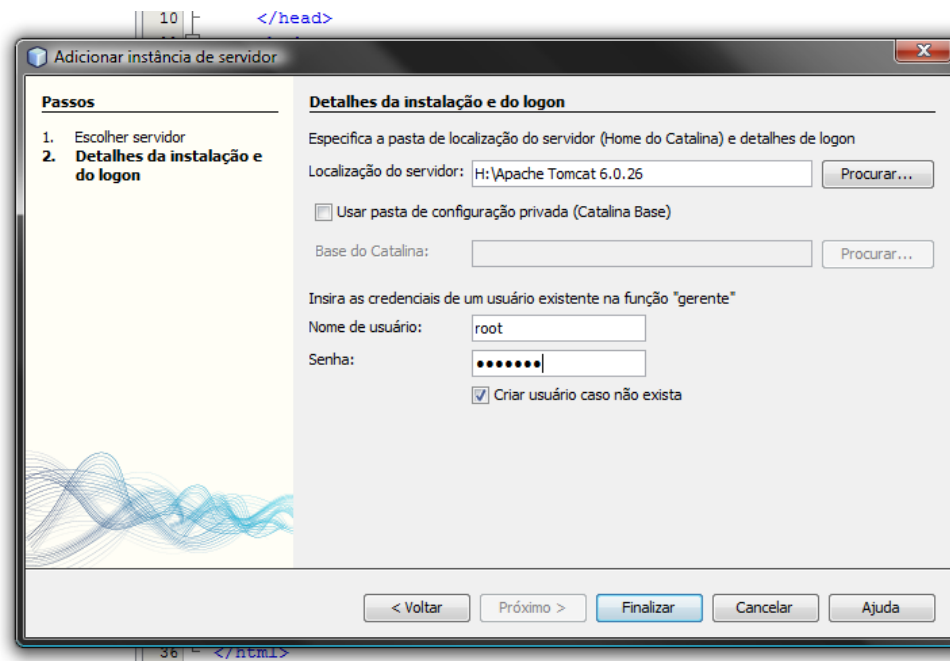 10 </head>
Adicionar instância de servidor
Passos
1. Escolher servidor
2. Detalhes da instalação e
do logon
Detalhes da instalação e do logon
Especifica a pasta de localização do servidor (Home do Catalina) e detalhes de logon
Localização do servidor: H:\Apache Tomcat 6.0.26 Procurar...
Usar pasta de configuração privada (Catalina Base)
Base do Catalina: Procurar...
Insira as credenciais de um usuário existente na função "gerente"
Nome de usuário: root
Senha: •••••••
Criar usuário caso não exista
< Voltar Próximo > Finalizar Cancelar Ajuda
36 </html>